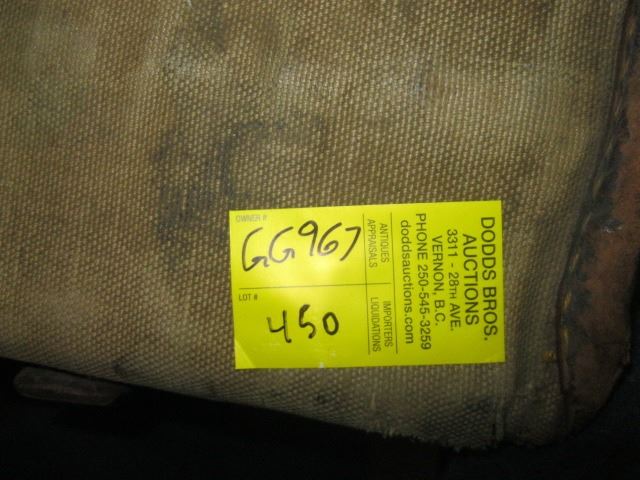 OWNER #
GG967
LOT #
450
ANTIQUES
APPRAISALS
IMPORTERS
LIQUIDATIONS
DODDS BROS.
AUCTIONS
3311 - 28TH AVE.
VERNON, B.C.
PHONE 250-545-3259
doddsauctions.com